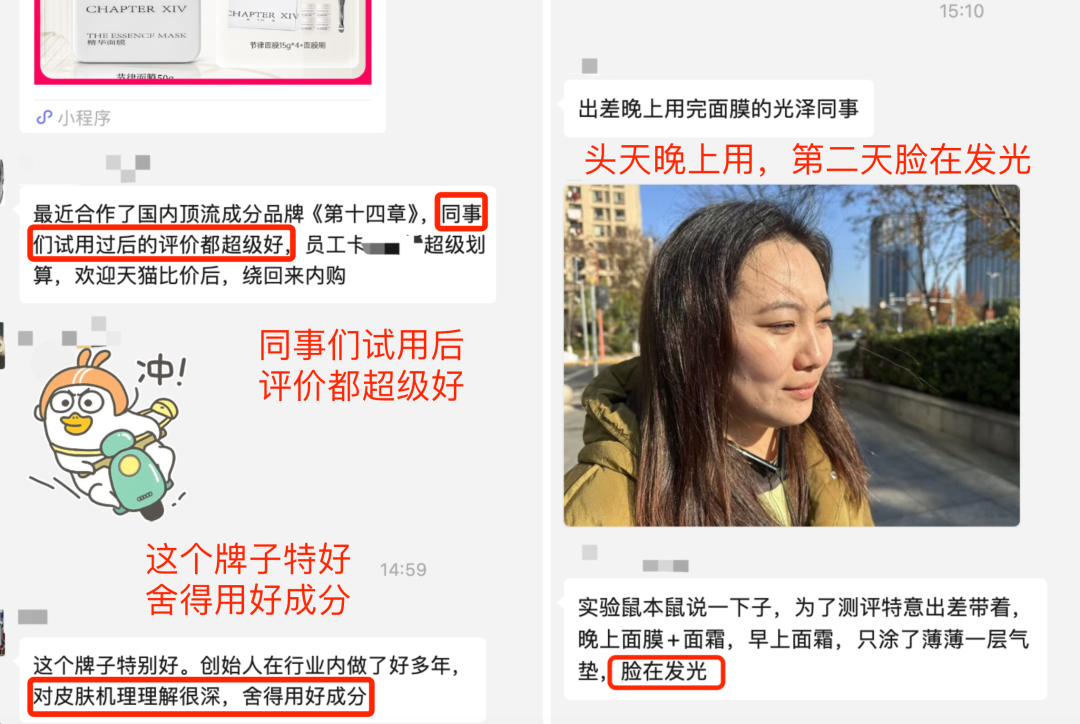 CHAPTER XIV
THE ESSENCE MASK
精华面膜
节律面膜50g
CHAPTER XIV
节律面膜15g*4+面膜刷
小程序
最近合作了国内顶流成分品牌《第十四章》，同事
们试用过后的评价都超级好，员工卡
超级划
算，欢迎天猫比价后，绕回来内购
同事们试用后
评价都超级好
冲！
这个牌子特好
舍得用好成分
14:59
这个牌子特别好。创始人在行业内做了好多年，
对皮肤机理理解很深，舍得用好成分
15:10
出差晚上用完面膜的光泽同事
头天晚上用，第二天脸在发光
实验鼠本鼠说一下子，为了测评特意出差带着，
晚上面膜+面霜，早上面霜，只涂了薄薄一层气
垫，脸在发光